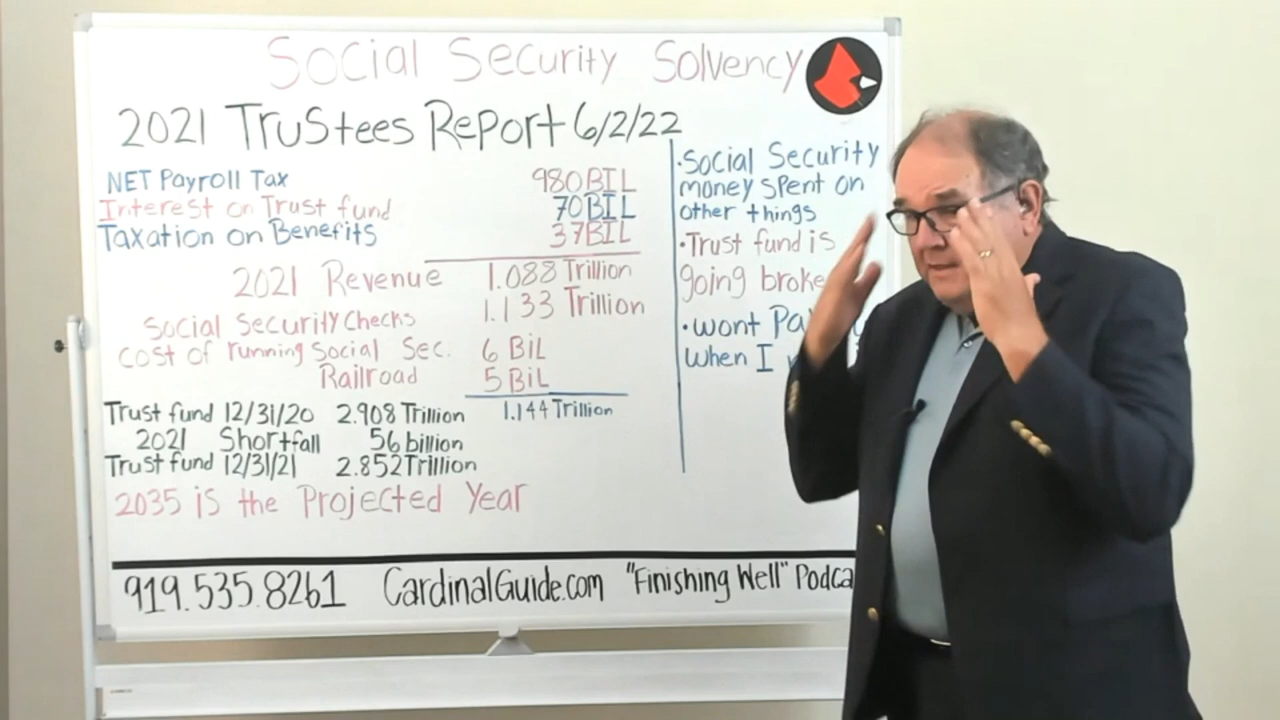 Social Security Solvency
2021 Trustees Report 6/2/22
NET Payroll Tax 980 BIL
Interest on Trust fund 70 BIL
Taxation on Benefits 37 BIL
2021 Revenue 1.088 Trillion
Social Security Checks 1.133 Trillion
Cost of running Social Sec. 6 BiL
Railroad 5 BiL
1.144 Trillion
Trust fund 12/31/20 2.908 Trillion
2021 Shortfall 56 billion
Trust fund 12/31/21 2.852 Trillion
2035 is the Projected Year
·Social Security
money spent on
other things
·Trust fund is
going broke
·wont
when I
919.535.8261 CardinalGuide.com "Finishing Well"